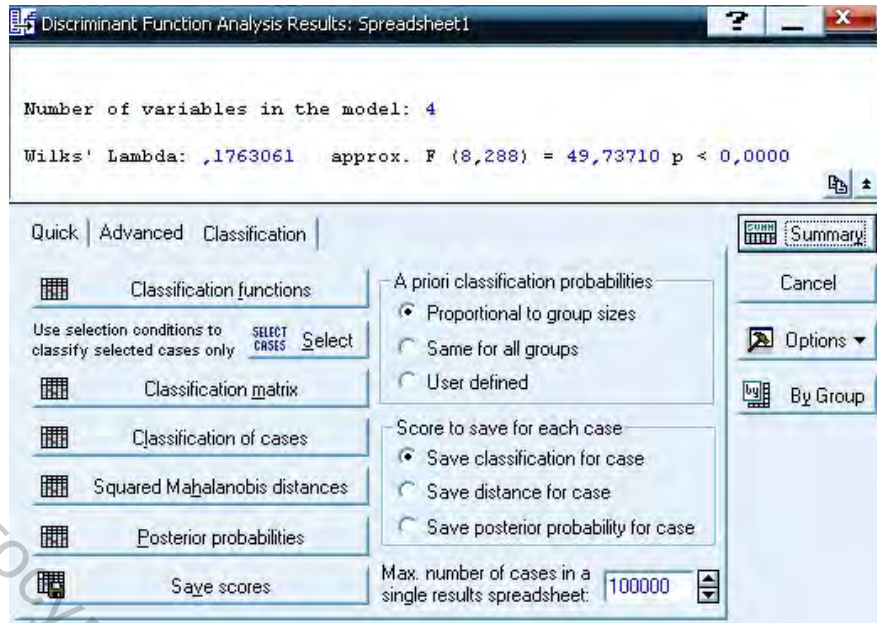 Discriminant Function Analysis Results: Spreadsheet1
Number of variables in the model: 4
Wilks' Lambda: ,1763061 approx. F (8,288) = 49,73710 p < 0,0000
Quick Advanced Classification
Summary
Classification functions
Use selection conditions to classify selected cases only
SELECT CASES Select
Classification matrix
Classification of cases
Squared Mahalanobis distances
Posterior probabilities
Save scores
A priori classification probabilities
Proportional to group sizes
Same for all groups
User defined
Score to save for each case
Save classification for case
Save distance for case
Save posterior probability for case
Max. number of cases in a single results spreadsheet: 100000
Cancel
Options
By Group